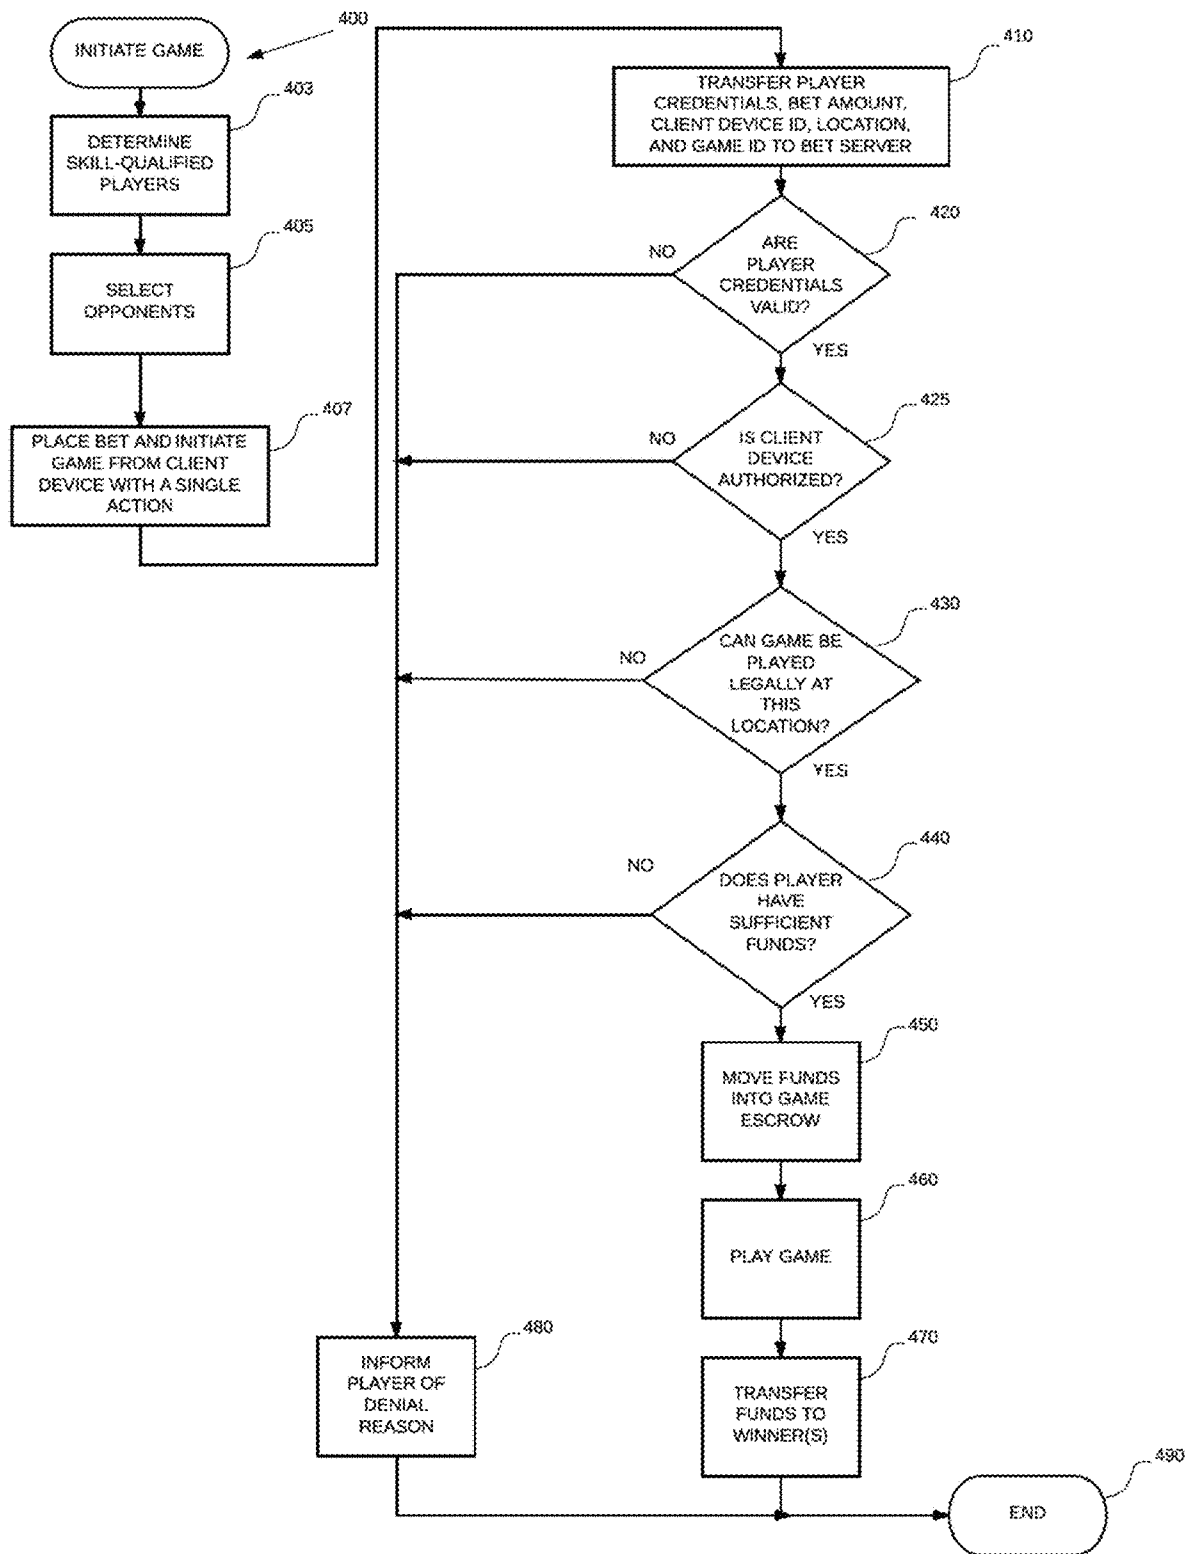 INITIATE GAME
400
403
DETERMINE
SKILL-QUALIFIED
PLAYERS
405
SELECT
OPPONENTS
407
PLACE BET AND INITIATE
GAME FROM CLIENT
DEVICE WITH A SINGLE
ACTION
410
TRANSFER PLAYER
CREDENTIALS, BET AMOUNT,
CLIENT DEVICE ID, LOCATION,
AND GAME ID TO BET SERVER
420
NO
ARE
PLAYER
CREDENTIALS
VALID?
YES
425
NO
IS CLIENT
DEVICE
AUTHORIZED?
YES
430
NO
CAN GAME BE
PLAYED
LEGALLY AT
THIS
LOCATION?
YES
440
NO
DOES PLAYER
HAVE
SUFFICIENT
FUNDS?
YES
450
MOVE FUNDS
INTO GAME
ESCROW
460
PLAY GAME
470
TRANSFER
FUNDS TO
WINNER(S)
480
INFORM
PLAYER OF
DENIAL
REASON
490
END